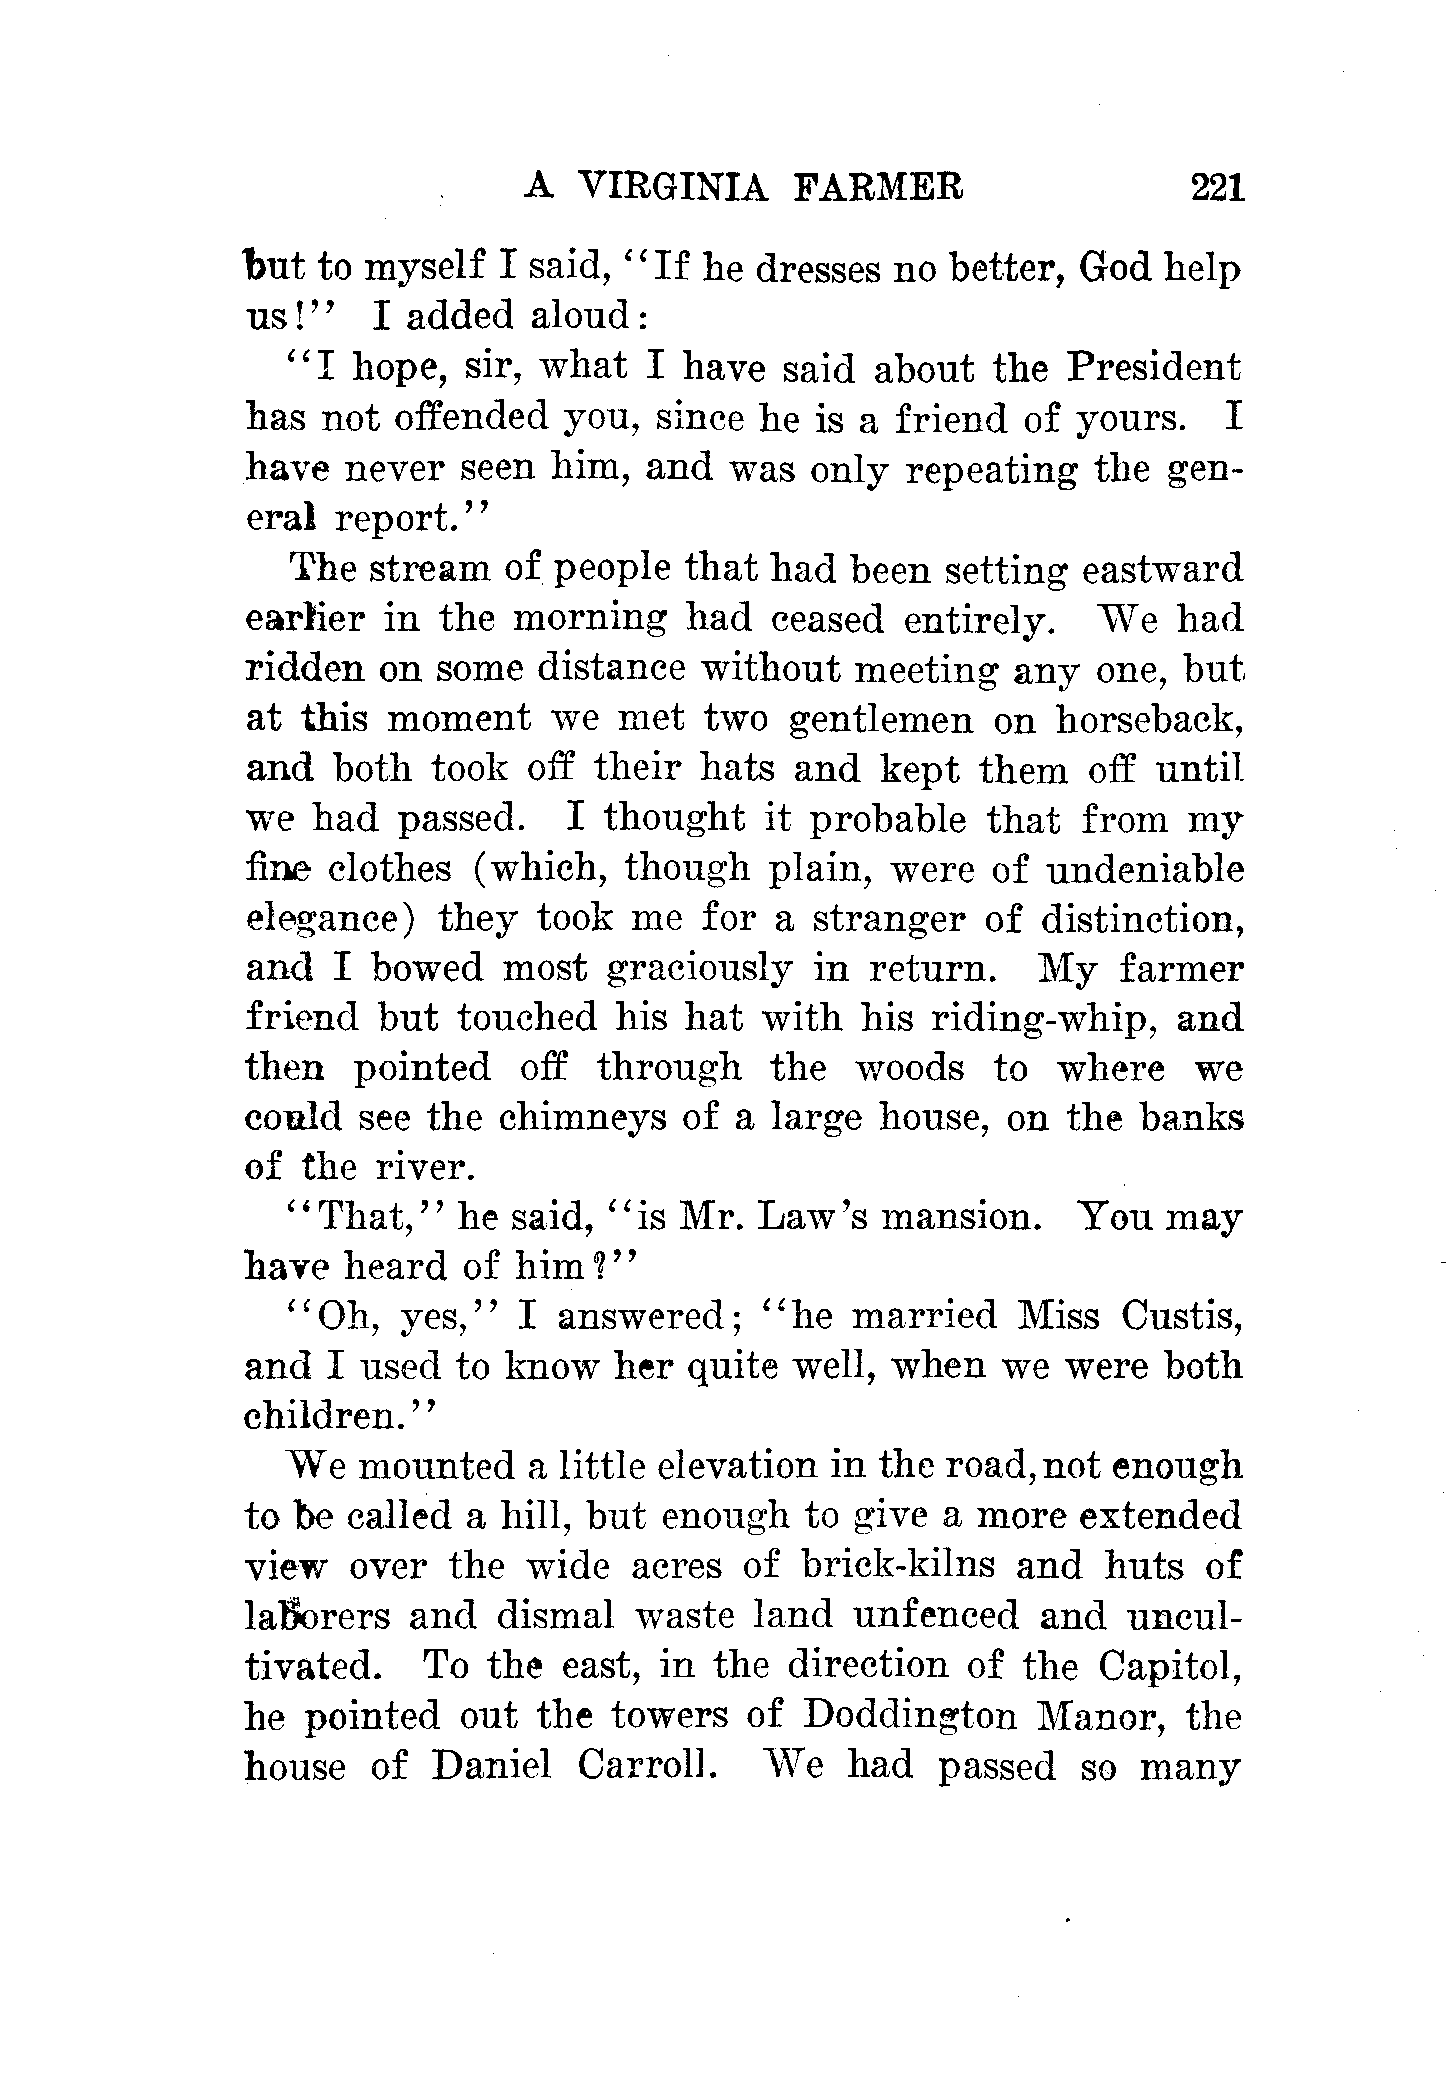 A VIRGINIA FARMER 221
but to myself I said, "If he dresses no better, God help
us!" I added aloud:
"I hope, sir, what I have said about the President
has not offended you, since he is a friend of yours. I
have never seen him, and was only repeating the gen-
eral report."
The stream of people that had been setting eastward
earlier in the morning had ceased entirely. We had
ridden on some distance without meeting any one, but
at this moment we met two gentlemen on horseback,
and both took off their hats and kept them off until
we had passed. I thought it probable that from my
fine clothes (which, though plain, were of undeniable
elegance) they took me for a stranger of distinction,
and I bowed most graciously in return. My farmer
friend but touched his hat with his riding-whip, and
then pointed off through the woods to where we
could see the chimneys of a large house, on the banks
of the river.
"That," he said, "is Mr. Law's mansion. You may
have heard of him?"
"Oh, yes," I answered; "he married Miss Custis,
and I used to know her quite well, when we were both
children."
We mounted a little elevation in the road, not enough
to be called a hill, but enough to give a more extended
view over the wide acres of brick-kilns and huts of
laborers and dismal waste land unfenced and uncul-
tivated. To the east, in the direction of the Capitol,
he pointed out the towers of Doddington Manor, the
house of Daniel Carroll. We had passed so many